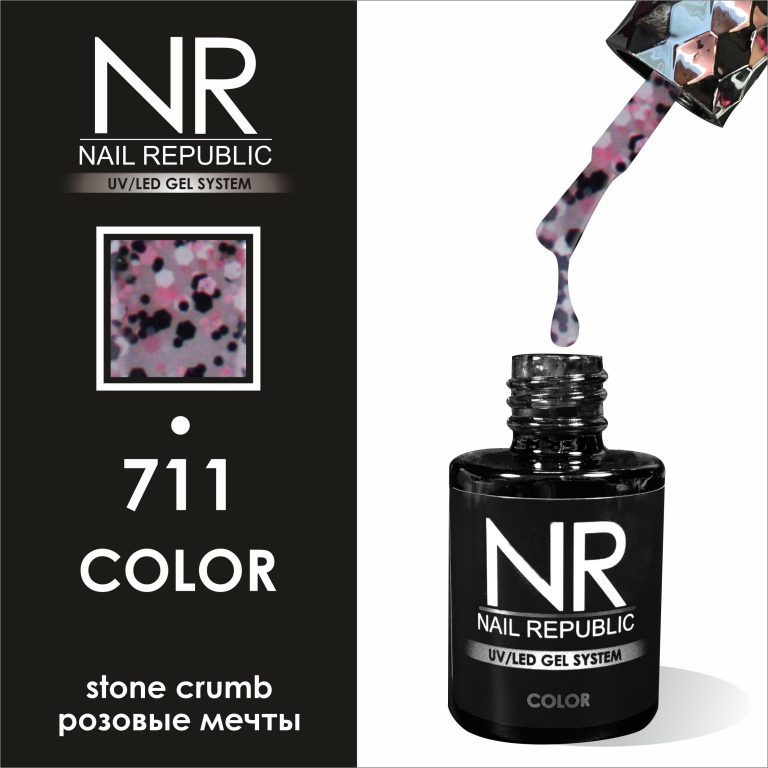 NR
NAIL REPUBLIC
UV/LED GEL SYSTEM
711
COLOR
stone crumb
розовые мечты
NR
NAIL REPUBLIC
UV/LED GEL SYSTEM
COLOR